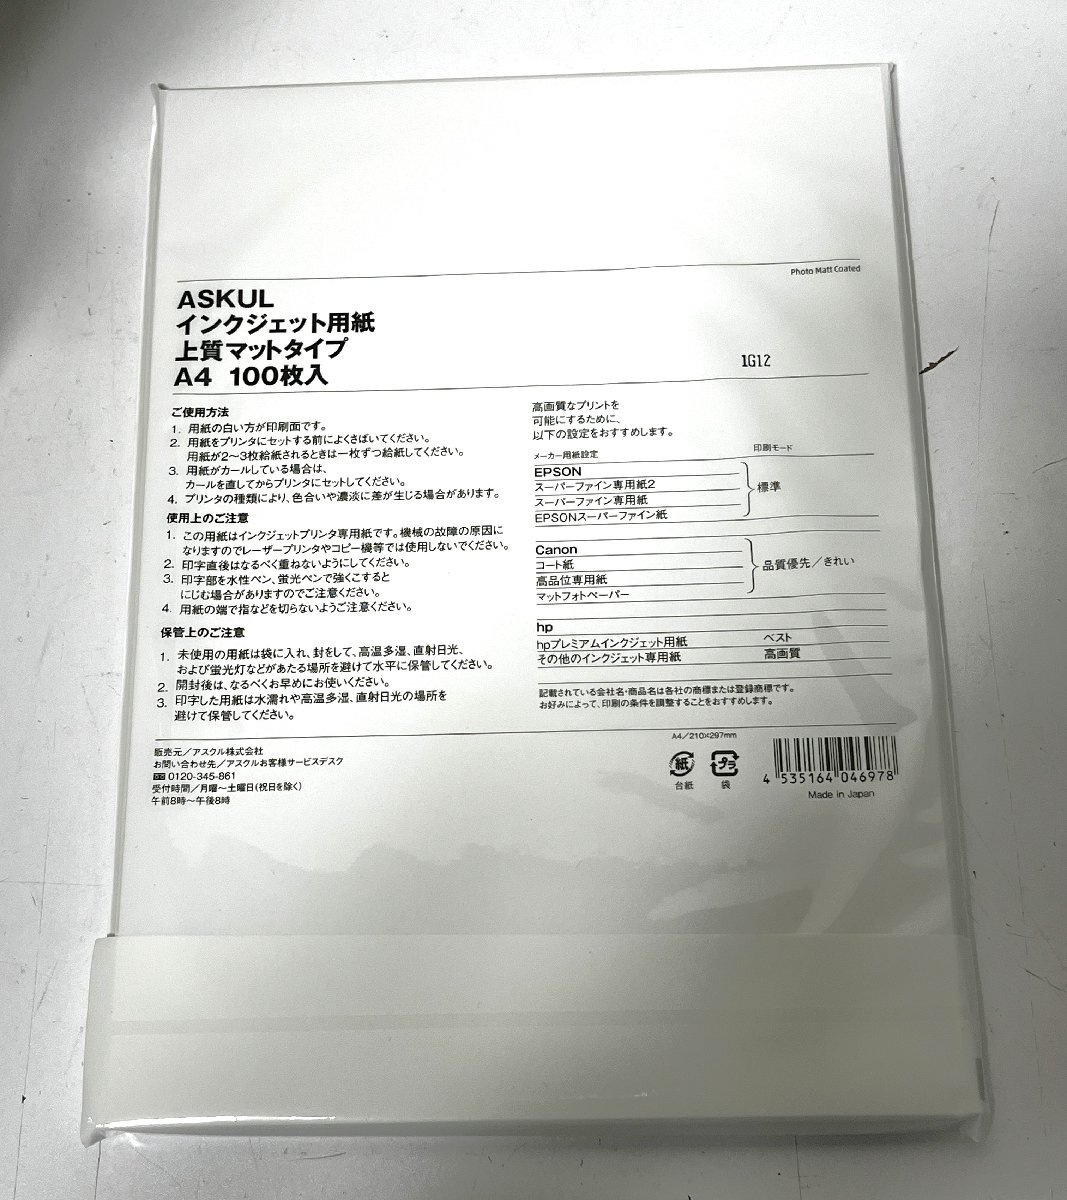 Photo Matt Coated
ASKUL
インクジェット用紙
上質マットタイプ
A4 100枚入
1G12
ご使用方法
1. 用紙の白い方が印刷面です。
2. 用紙をプリンタにセットする前によくさばいてください。
用紙が2〜3枚給紙されるときは一枚ずつ給紙してください。
3. 用紙がカールしている場合は、
カールを直してからプリンタにセットしてください。
4. プリンタの種類により、色合いや濃淡に差が生じる場合があります。
使用上のご注意
1. この用紙はインクジェットプリンタ専用紙です。機械の故障の原因に
なりますのでレーザープリンタやコピー機等では使用しないでください。
2. 印字直後はなるべく重ねないようにしてください。
3. 印字部を水性ペン、蛍光ペンで強くこすると
にじむ場合がありますのでご注意ください。
4. 用紙の端で指などを切らないようご注意ください。
保管上のご注意
1. 未使用の用紙は袋に入れ、封をして、高温多湿、直射日光、
および蛍光灯などがあたる場所を避けて水平に保管してください。
2. 開封後は、なるべくお早めにお使いください。
3. 印字した用紙は水濡れや高温多湿、直射日光の場所を
避けて保管してください。
高画質なプリントを
可能にするために、
以下の設定をおすすめします。
メーカー用紙設定 印刷モード
EPSON
スーパーファイン専用紙2
スーパーファイン専用紙
EPSONスーパーファイン紙
標準
Canon
コート紙
高品位専用紙
マットフォトペーパー
品質優先／きれい
hp
hpプレミアムインクジェット用紙 ベスト
その他のインクジェット専用紙 高画質
記載されている会社名・商品名は各社の商標または登録商標です。
お好みによって、印刷の条件を調整することをおすすめします。
販売元／アスクル株式会社
お問い合わせ先／アスクルお客様サービスデスク
0120-345-861
受付時間／月曜〜土曜日(祝日を除く)
午前8時〜午後8時
A4／210×297mm
紙
台紙
プラ
袋
4 535164 046978
Made in Japan